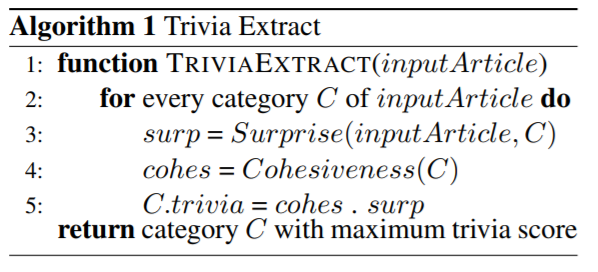 Algorithm 1 Trivia Extract
1: function TRIVIAEXTRACT(inputArticle)
2: for every category C of inputArticle do
3: surp = Surprise(inputArticle, C)
4: cohes = Cohesiveness(C)
5: C.trivia = cohes . surp
return category C with maximum trivia score